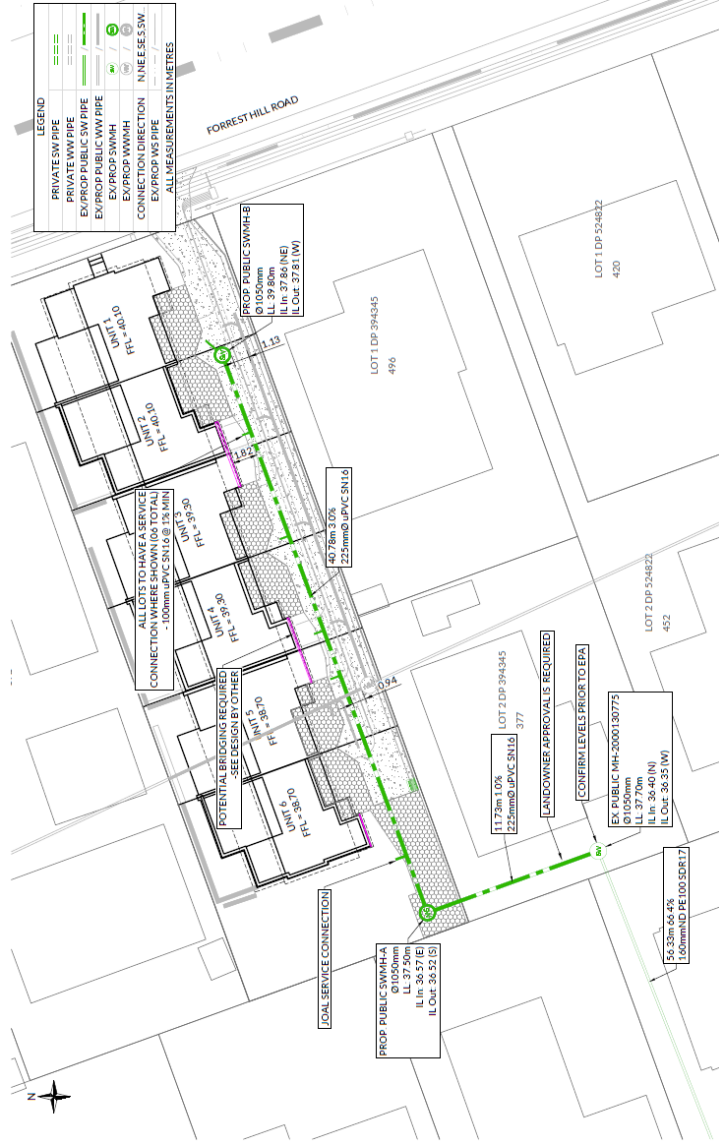 LEGEND
PRIVATE SW PIPE
PRIVATE WW PIPE
EX/PROP PUBLIC SW PIPE
EX/PROP PUBLIC WW PIPE
EX/PROP SWMH
EX/PROP WWMH
CONNECTION DIRECTION N,NE,E,SE,S,SW..
EX/PROP WS PIPE
ALL MEASUREMENTS IN METRES
FORREST HILL ROAD
PROP. PUBLIC SWMH-B
Ø1050mm
LL 39.80m
IL In: 37.86 (NE)
IL Out: 37.81 (W)
UNIT 1
FFL = 40.10
UNIT 2
FFL = 40.10
UNIT 3
FFL = 39.30
UNIT 4
FFL = 39.30
UNIT 5
FFL = 38.70
UNIT 6
FFL = 38.70
ALL LOTS TO HAVE A SERVICE
CONNECTION WHERE SHOWN (06 TOTAL)
- 100mm uPVC SN16 @ 1% MIN
POTENTIAL BRIDGING REQUIRED
-SEE DESIGN BY OTHER
1.13
1.82
0.94
40.78m 3.0%
225mmØ uPVC SN16
LOT 1 DP 394345
496
LOT 1 DP 524822
420
LOT 2 DP 524822
452
LOT 2 DP 394345
377
JOAL SERVICE CONNECTION
PROP. PUBLIC SWMH-A
Ø1050mm
LL 37.50m
IL In: 36.57 (E)
IL Out: 36.52 (S)
11.73m 1.0%
225mmØ uPVC SN16
LANDOWNER APPROVAL IS REQUIRED
CONFIRM LEVELS PRIOR TO EPA
EX PUBLIC MH-2000130775
Ø1050mm
LL: 37.70m
IL In: 36.40 (N)
IL Out: 36.35 (W)
56.33m 66.4%
160mmND PE100 SDR17
SW
N